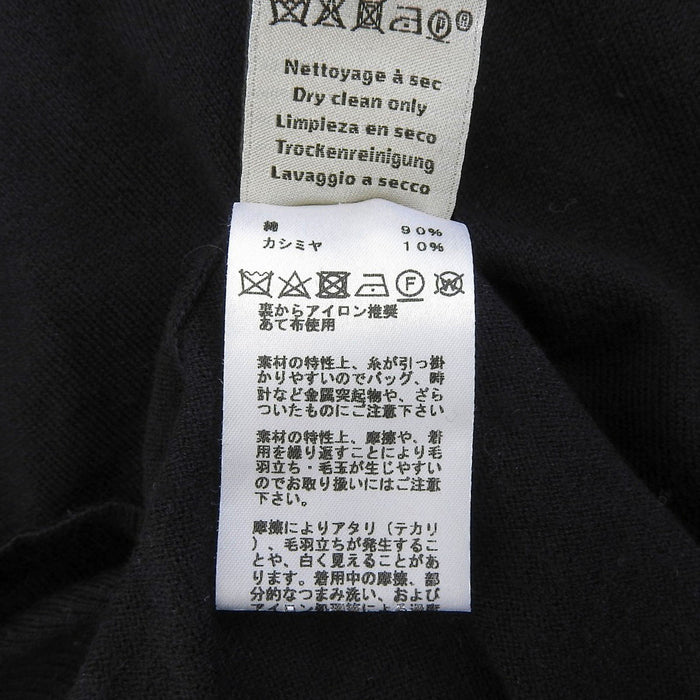 Nettoyage à sec
Dry clean only
Limpieza en seco
Trockenreinigung
Lavaggio a secco
綿 90%
カシミヤ 10%
F W
裏からアイロン推奨
あて布使用
素材の特性上、糸が引っ掛
かりやすいのでバッグ、時
計など金属突起物や、ざら
ついたものにご注意下さい
素材の特性上、摩擦や、着
用を繰り返すことにより毛
羽立ち・毛玉が生じやすい
のでお取り扱いにはご注意
下さい。
摩擦によりアタリ（テカリ
）、毛羽立ちが発生するこ
とや、白く見えることがあ
ります。着用中の摩擦、部
分的なつまみ洗い、および
アイロン